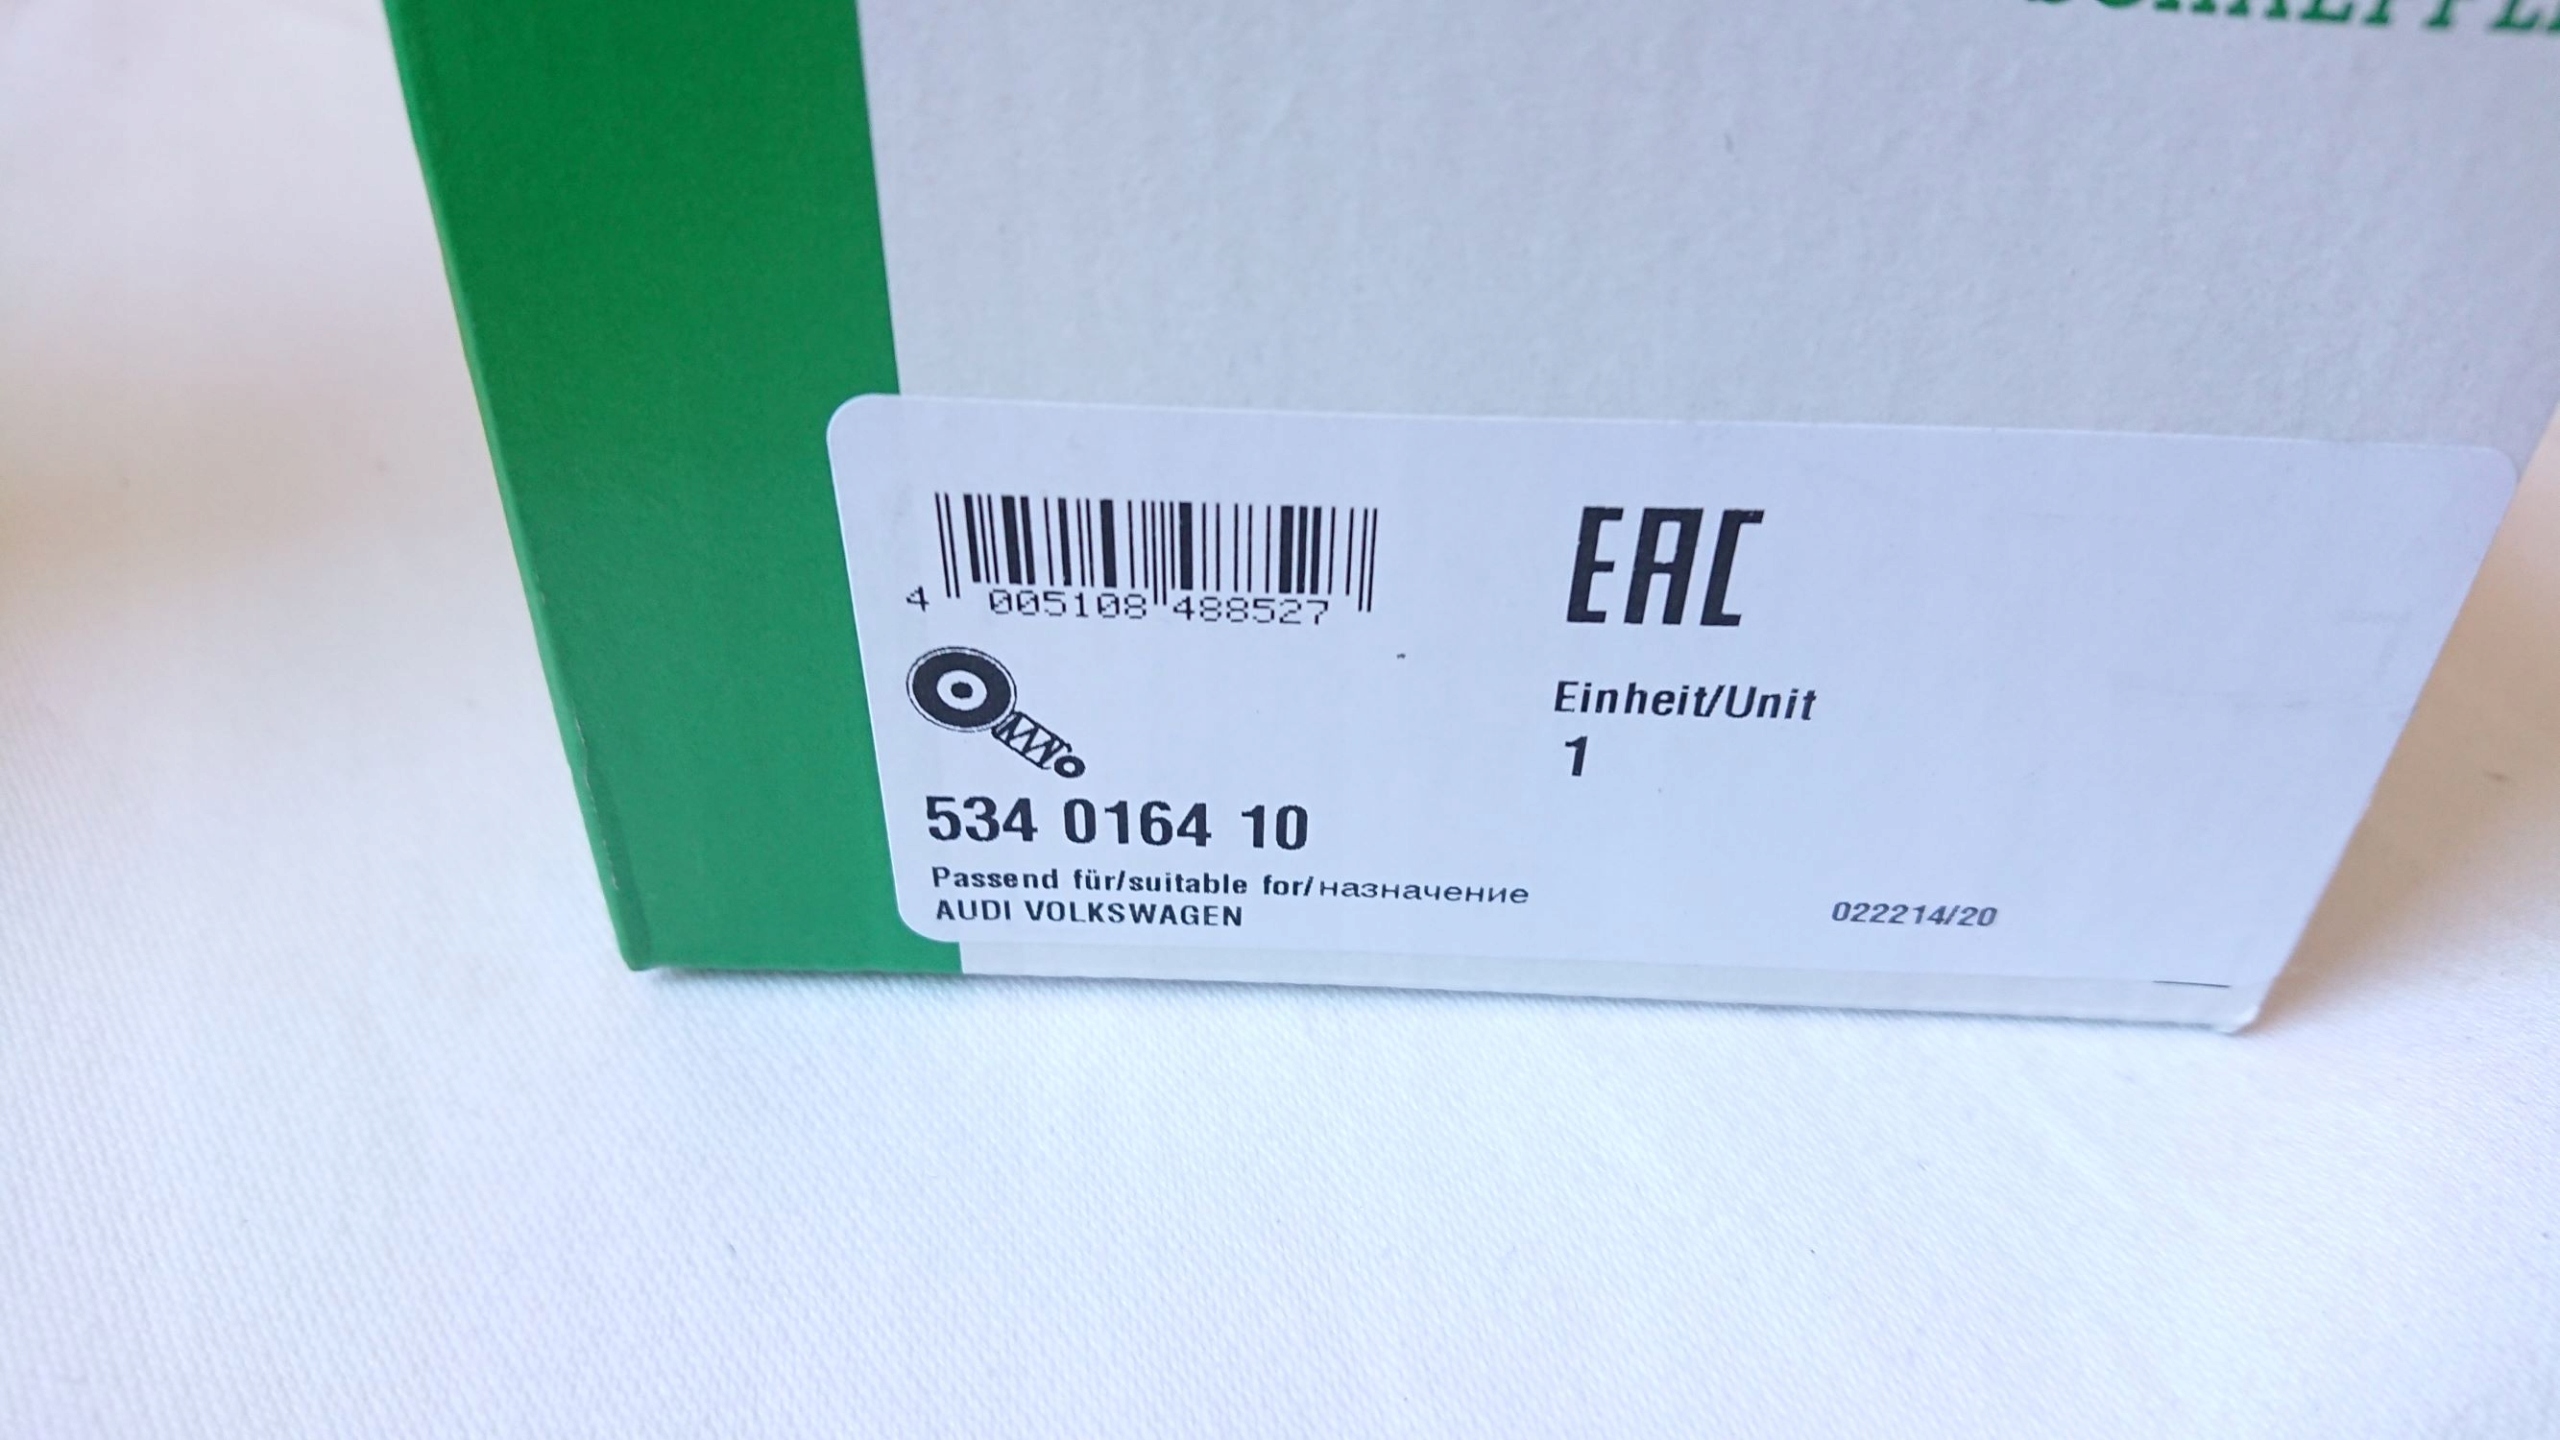 SCHAEFFLE
4 005108 488527
EAC
Einheit/Unit
1
534 0164 10
Passend für/suitable for/назначение
AUDI VOLKSWAGEN
022214/20